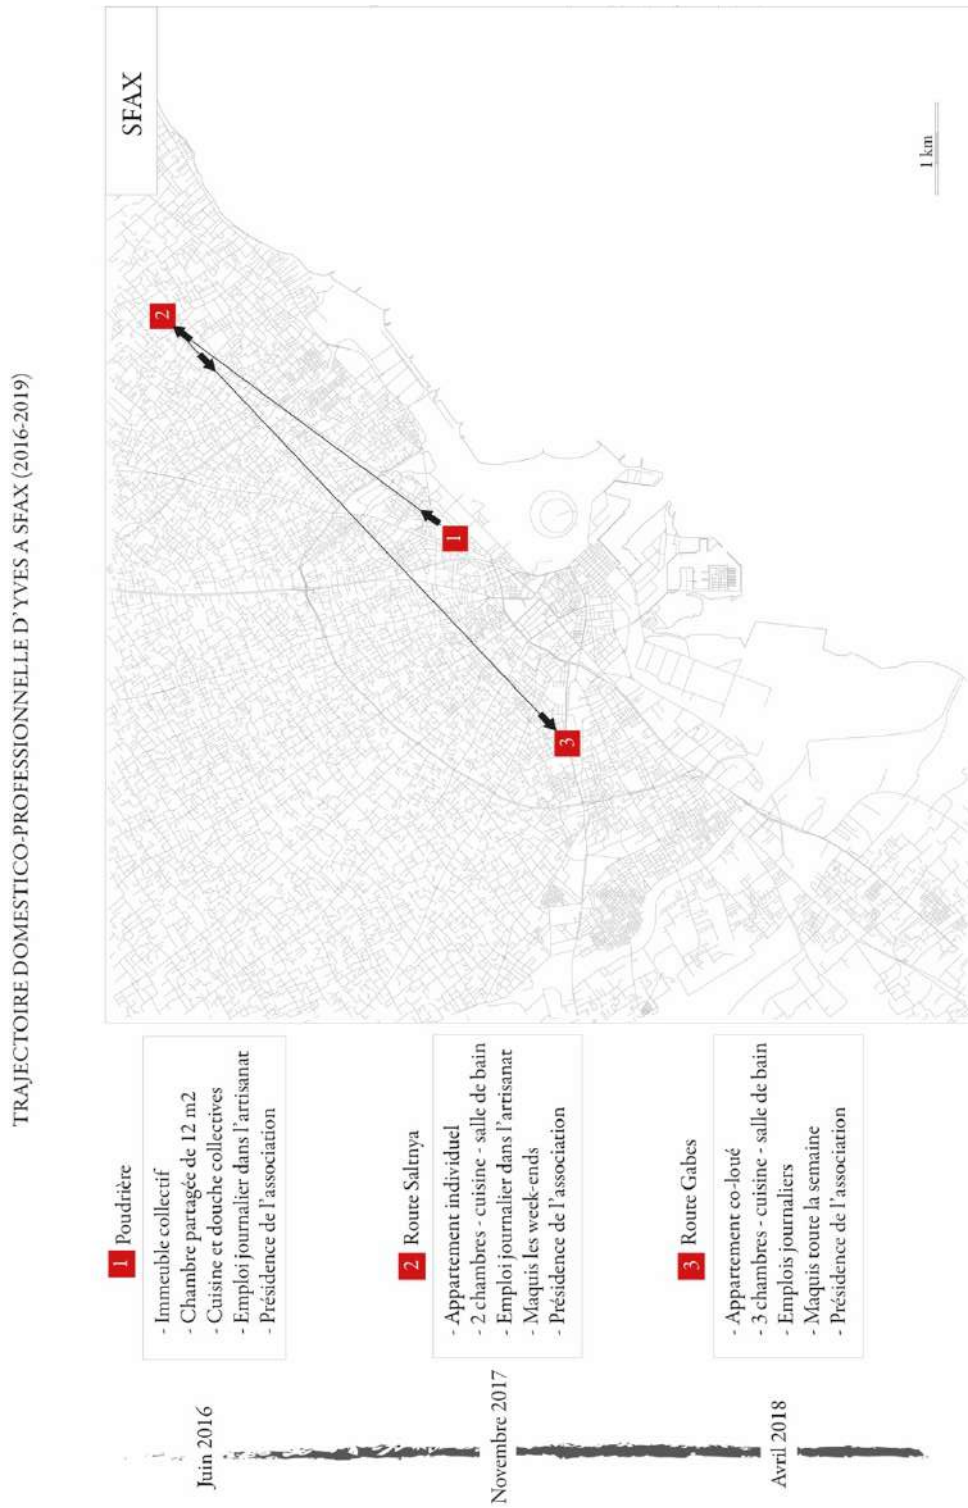 TRAJECTOIRE DOMESTICO-PROFESSIONNELLE D'YVES A SFAX (2016-2019)
Juin 2016
1 Poudrière
- Immeuble collectif
- Chambre partagée de 12 m2
- Cuisine et douche collectives
- Emploi journalier dans l'artisanat
- Présidence de l'association
Novembre 2017
2 Route Saltnya
- Appartement individuel
- 2 chambres - cuisine - salle de bain
- Emploi journalier dans l'artisanat
- Maquis les week-ends
- Présidence de l'association
Avril 2018
3 Route Gabes
- Appartement co-loué
- 3 chambres - cuisine - salle de bain
- Emplois journaliers
- Maquis toute la semaine
- Présidence de l'association
SFAX
2
1
3
1 km